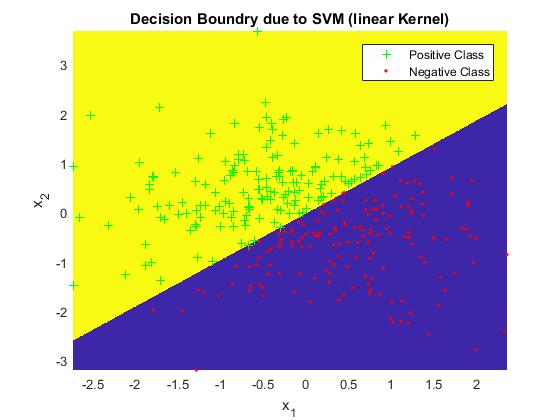 Decision Boundry due to SVM (linear Kernel)
Positive Class
Negative Class
3
2
1
0
-1
-2
-3
x2
-2.5 -2 -1.5 -1 -0.5 0 0.5 1 1.5 2
x1